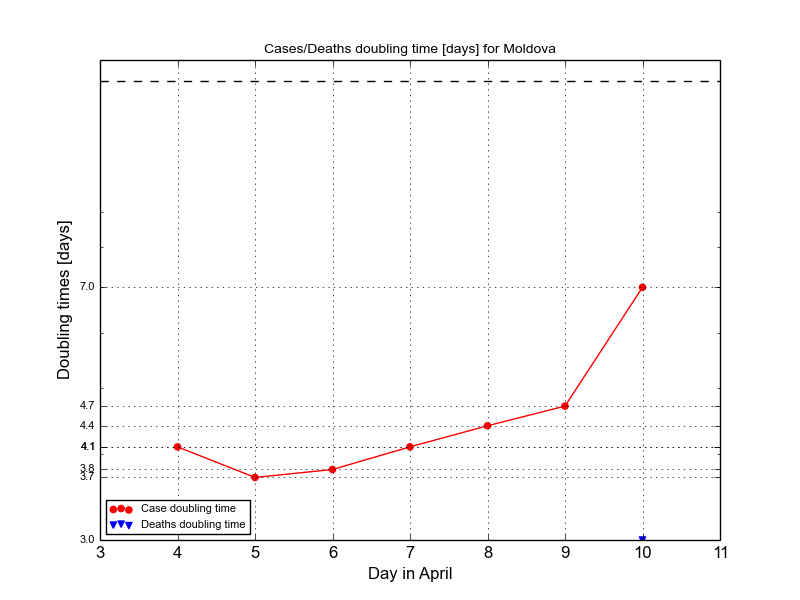 Cases/Deaths doubling time [days] for Moldova
Doubling times [days]
7.0
4.7
4.4
4.1
3.8
3.7
3.0
Case doubling time
Deaths doubling time
3 4 5 6 7 8 9 10 11
Day in April